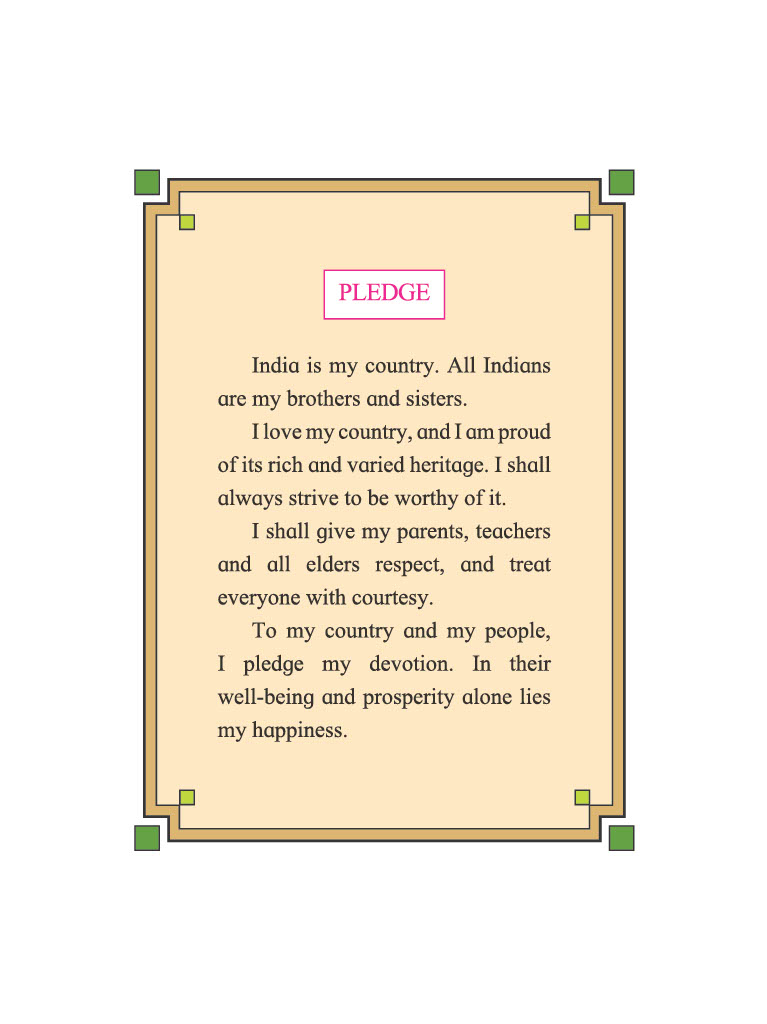 PLEDGE
India is my country. All Indians
are my brothers and sisters.
I love my country, and I am proud
of its rich and varied heritage. I shall
always strive to be worthy of it.
I shall give my parents, teachers
and all elders respect, and treat
everyone with courtesy.
To my country and my people,
I pledge my devotion. In their
well-being and prosperity alone lies
my happiness.